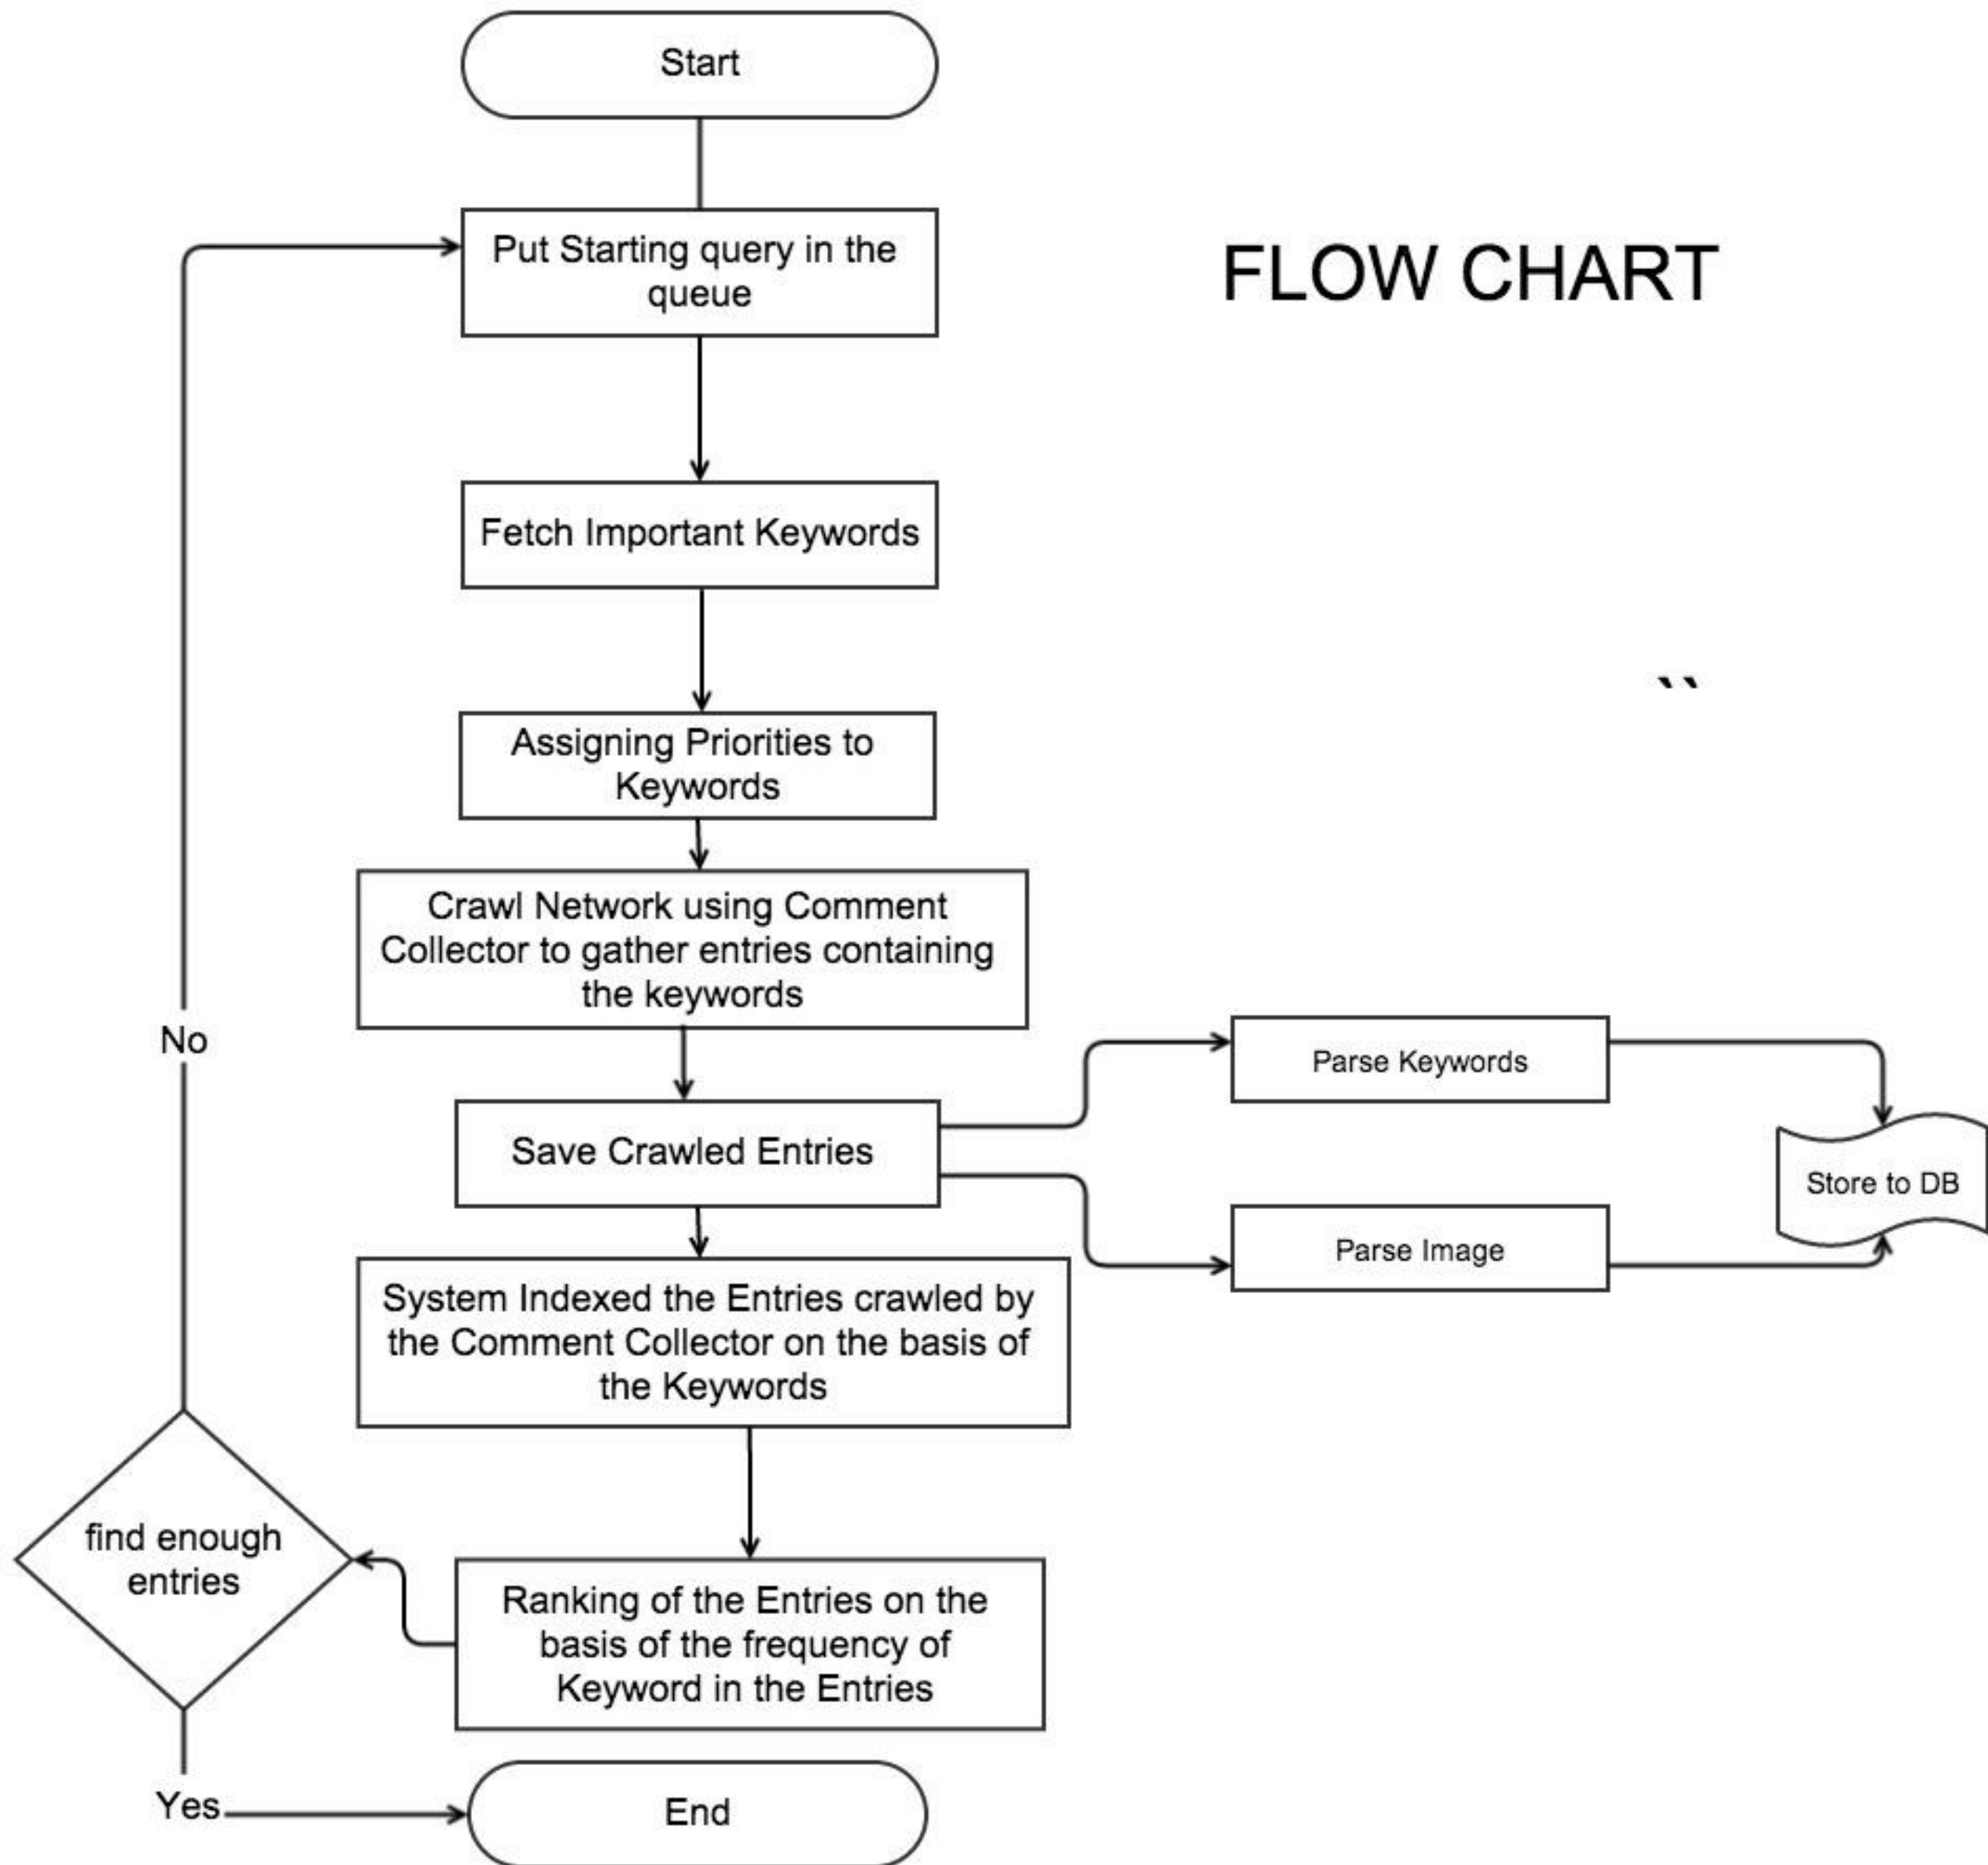 Start
Put Starting query in the
queue
FLOW CHART
Fetch Important Keywords
``
Assigning Priorities to
Keywords
Crawl Network using Comment
Collector to gather entries containing
the keywords
No
Parse Keywords
Save Crawled Entries
Store to DB
Parse Image
System Indexed the Entries crawled by
the Comment Collector on the basis of
the Keywords
find enough
entries
Ranking of the Entries on the
basis of the frequency of
Keyword in the Entries
Yes
End